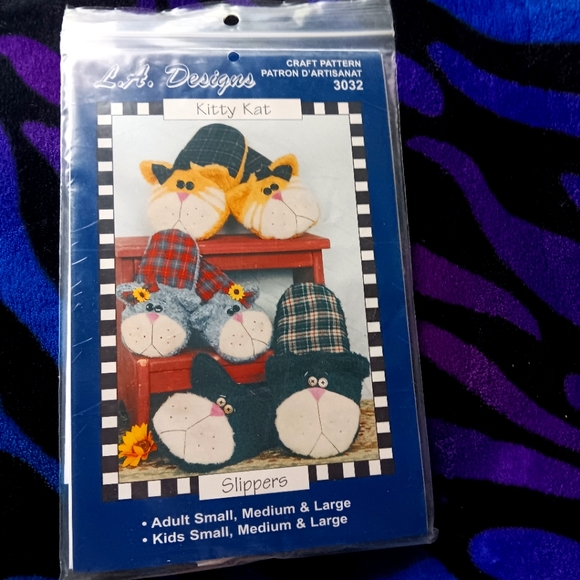 CRAFT PATTERN
L.A. Designs PATRON D'ARTISANAT
3032
Kitty Kat
Slippers
• Adult Small, Medium & Large
• Kids Small, Medium & Large